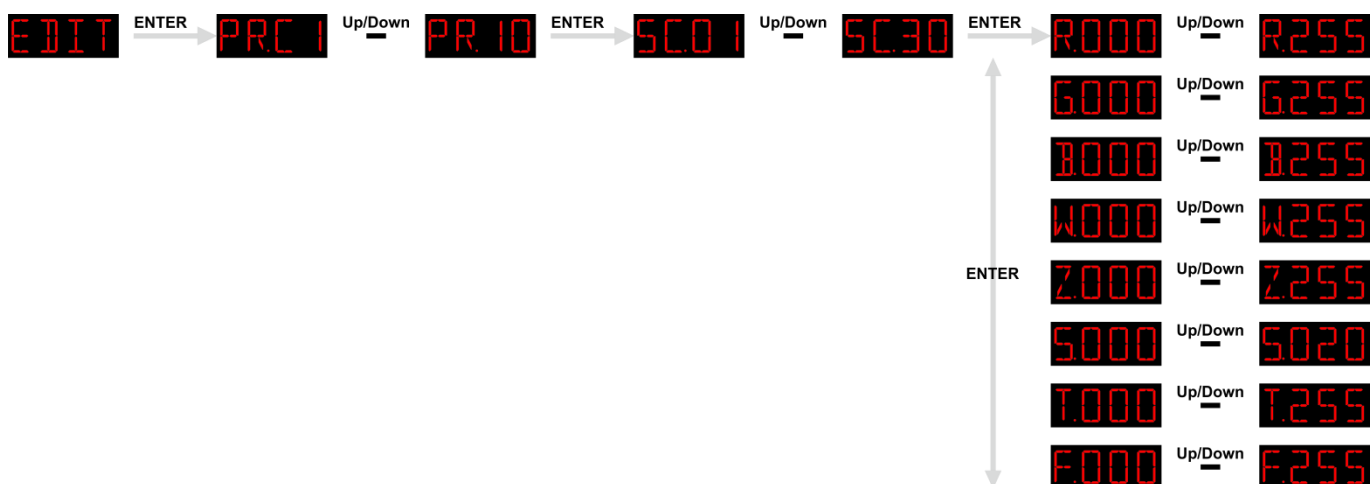 EDIT ENTER PR.C1 Up/Down PR.10 ENTER SC.01 Up/Down SC.30 ENTER R.000 Up/Down R.255
G.000 Up/Down G.255
B.000 Up/Down B.255
W.000 Up/Down W.255
ENTER Z.000 Up/Down Z.255
S.000 Up/Down S.020
T.000 Up/Down T.255
F.000 Up/Down F.255